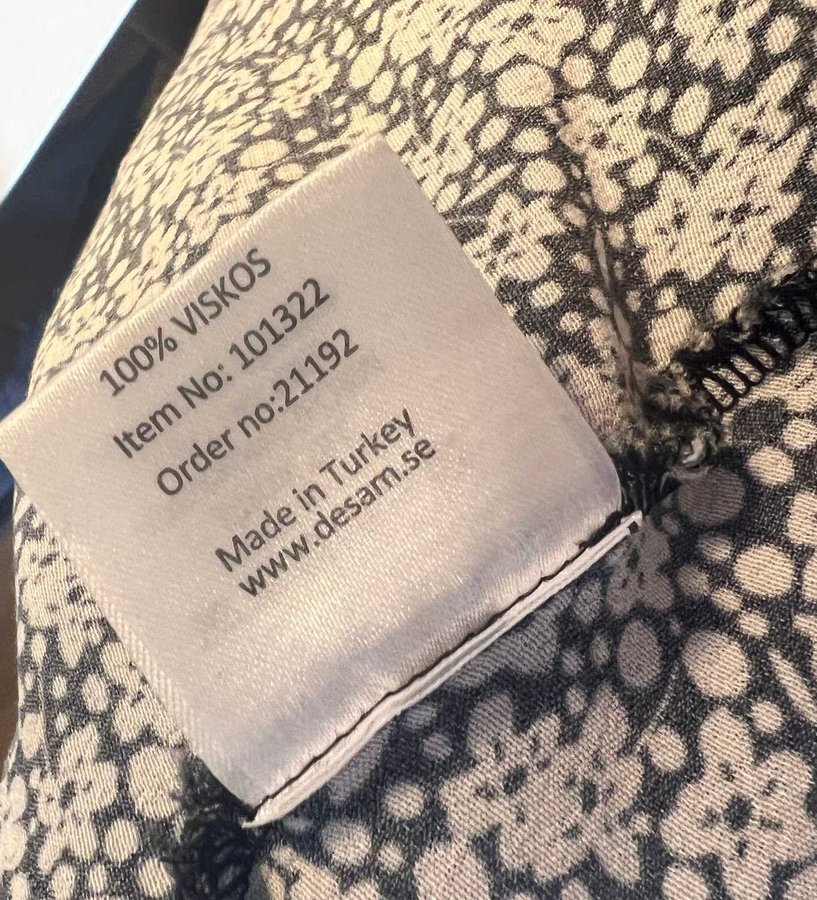 100% VISKOS
Item No: 101322
Order no:21192
Made in Turkey
www.desam.se